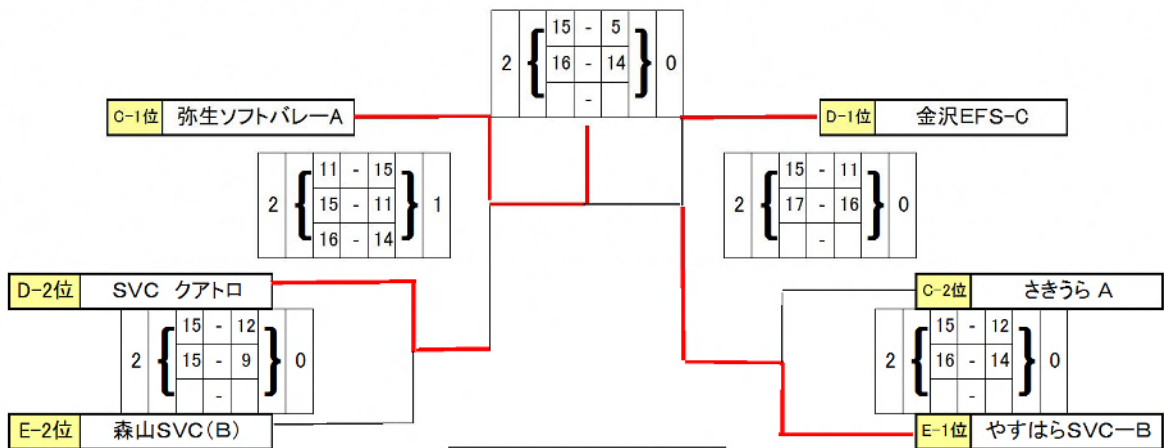 2 { 15 - 5 } 0
16 - 14
-
C-1位 弥生ソフトバレーA
D-1位 金沢EFS-C
2 { 11 - 15 } 1
15 - 11
16 - 14
2 { 15 - 11 } 0
17 - 16
-
D-2位 SVC クアトロ
C-2位 さきうら A
2 { 15 - 12 } 0
15 - 9
-
2 { 15 - 12 } 0
16 - 14
-
E-2位 森山SVC(B)
E-1位 やすはらSVC−B